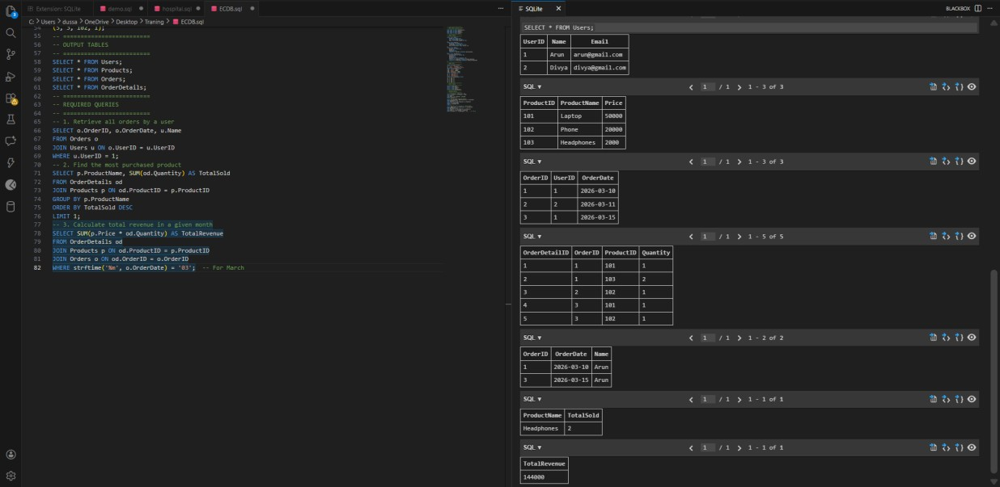 Extension: SQLite
demo.sql
hospital.sql
ECDB.sql
C: > Users > dussa > OneDrive > Desktop > Traning > ECDB.sql
54 (5, 3, 102, 1);
55 -- =========================
56 -- OUTPUT TABLES
57 -- =========================
58 SELECT * FROM Users;
59 SELECT * FROM Products;
60 SELECT * FROM Orders;
61 SELECT * FROM OrderDetails;
62 -- =========================
63 -- REQUIRED QUERIES
64 -- =========================
65 -- 1. Retrieve all orders by a user
66 SELECT o.OrderID, o.OrderDate, u.Name
67 FROM Orders o
68 JOIN Users u ON o.UserID = u.UserID
69 WHERE u.UserID = 1;
70 -- 2. Find the most purchased product
71 SELECT p.ProductName, SUM(od.Quantity) AS TotalSold
72 FROM OrderDetails od
73 JOIN Products p ON od.ProductID = p.ProductID
74 GROUP BY p.ProductName
75 ORDER BY TotalSold DESC
76 LIMIT 1;
77 -- 3. Calculate total revenue in a given month
78 SELECT SUM(p.Price * od.Quantity) AS TotalRevenue
79 FROM OrderDetails od
80 JOIN Products p ON od.ProductID = p.ProductID
81 JOIN Orders o ON od.OrderID = o.OrderID
82 WHERE strftime('%m', o.OrderDate) = '03'; -- For March
SQLite
BLACKBOX
SELECT * FROM Users;
UserID Name Email
1 Arun arun@gmail.com
2 Divya divya@gmail.com
SQL ▼ < 1 / 1 > 1 - 3 of 3
ProductID ProductName Price
101 Laptop 50000
102 Phone 20000
103 Headphones 2000
SQL ▼ < 1 / 1 > 1 - 3 of 3
OrderID UserID OrderDate
1 1 2026-03-10
2 2 2026-03-11
3 1 2026-03-15
SQL ▼ < 1 / 1 > 1 - 5 of 5
OrderDetailID OrderID ProductID Quantity
1 1 101 1
2 1 103 2
3 2 102 1
4 3 101 1
5 3 102 1
SQL ▼ < 1 / 1 > 1 - 2 of 2
OrderID OrderDate Name
1 2026-03-10 Arun
3 2026-03-15 Arun
SQL ▼ < 1 / 1 > 1 - 1 of 1
ProductName TotalSold
Headphones 2
SQL ▼ < 1 / 1 > 1 - 1 of 1
TotalRevenue
144000